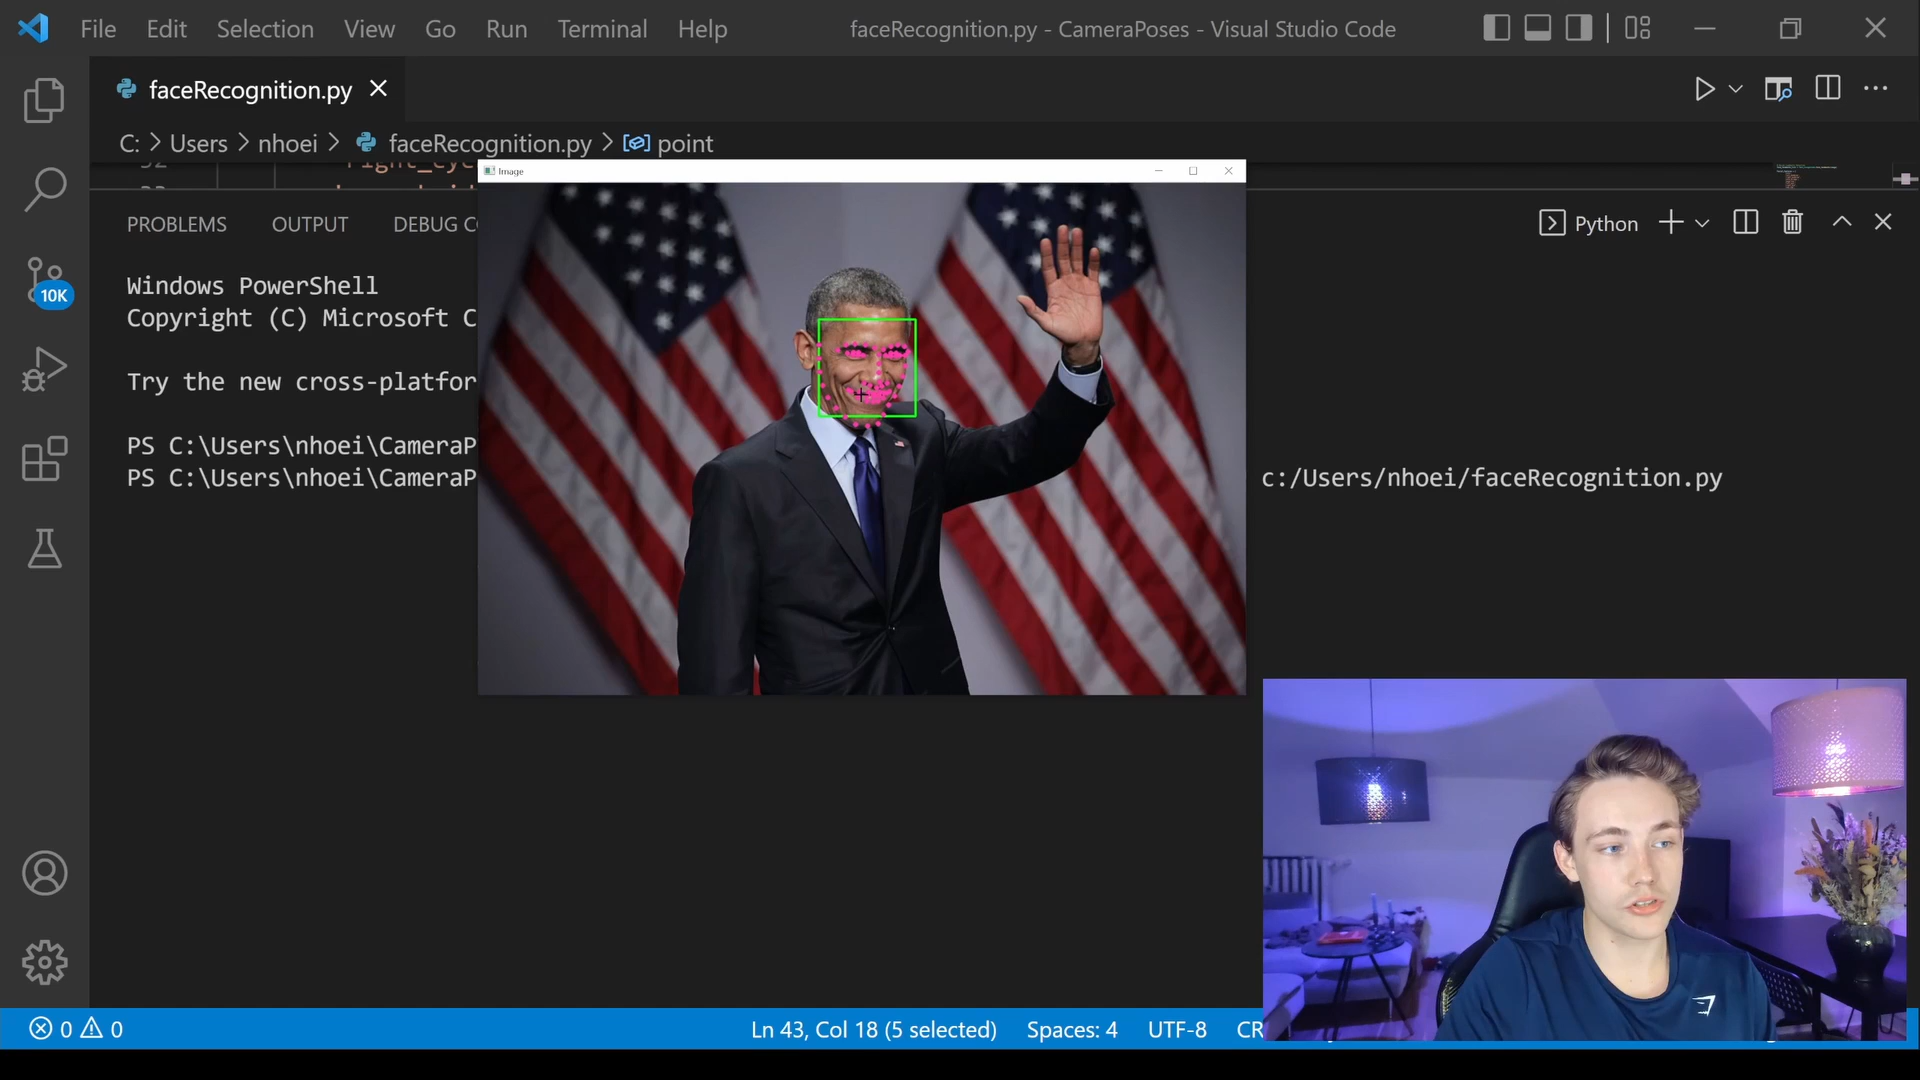 File Edit Selection View Go Run Terminal Help faceRecognition.py - CameraPoses - Visual Studio Code
faceRecognition.py
C: > Users > nhoei > faceRecognition.py > point
32
Image
PROBLEMS OUTPUT DEBUG C Python
Windows PowerShell
Copyright (C) Microsoft C
10K
Try the new cross-platfor
PS C:\Users\nhoei\CameraP
PS C:\Users\nhoei\CameraP c:/Users/nhoei/faceRecognition.py
0 0 Ln 43, Col 18 (5 selected) Spaces: 4 UTF-8 CR